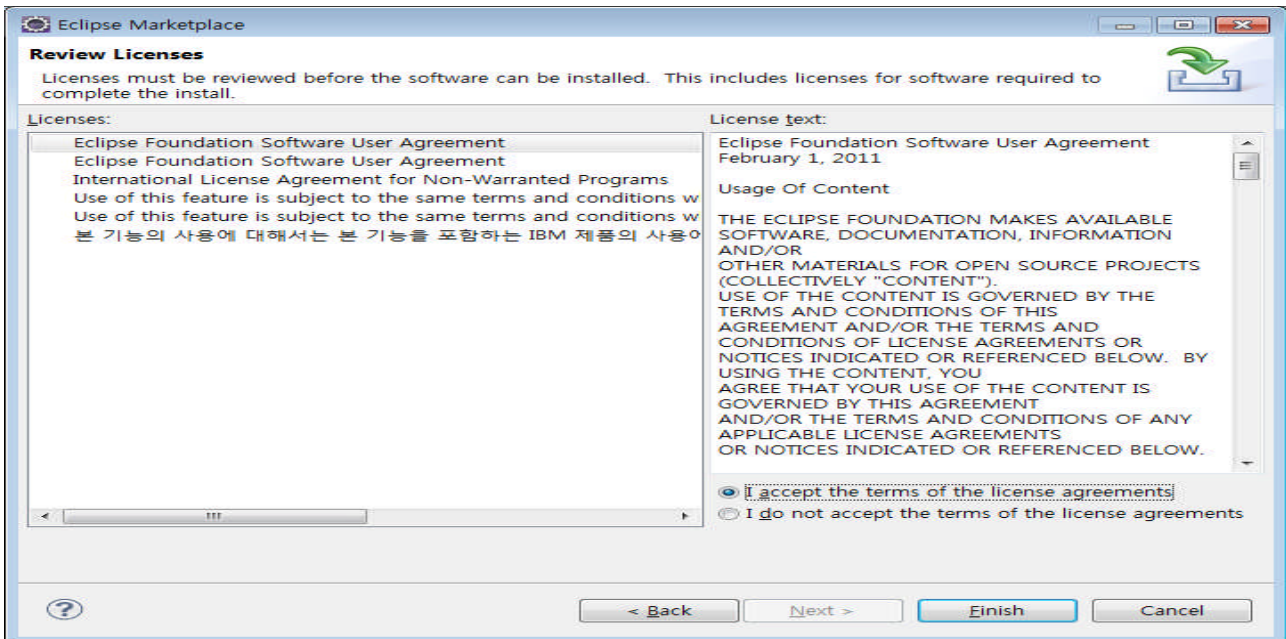 Eclipse Marketplace
Review Licenses
Licenses must be reviewed before the software can be installed.  This includes licenses for software required to
complete the install.
Licenses:
Eclipse Foundation Software User Agreement
Eclipse Foundation Software User Agreement
International License Agreement for Non-Warranted Programs
Use of this feature is subject to the same terms and conditions w
Use of this feature is subject to the same terms and conditions w
본 기능의 사용에 대해서는 본 기능을 포함하는 IBM 제품의 사용이
License text:
Eclipse Foundation Software User Agreement
February 1, 2011
Usage Of Content
THE ECLIPSE FOUNDATION MAKES AVAILABLE
SOFTWARE, DOCUMENTATION, INFORMATION
AND/OR
OTHER MATERIALS FOR OPEN SOURCE PROJECTS
(COLLECTIVELY "CONTENT").
USE OF THE CONTENT IS GOVERNED BY THE
TERMS AND CONDITIONS OF THIS
AGREEMENT AND/OR THE TERMS AND
CONDITIONS OF LICENSE AGREEMENTS OR
NOTICES INDICATED OR REFERENCED BELOW.  BY
USING THE CONTENT, YOU
AGREE THAT YOUR USE OF THE CONTENT IS
GOVERNED BY THIS AGREEMENT
AND/OR THE TERMS AND CONDITIONS OF ANY
APPLICABLE LICENSE AGREEMENTS
OR NOTICES INDICATED OR REFERENCED BELOW.
I accept the terms of the license agreements
I do not accept the terms of the license agreements
< Back
Next >
Finish
Cancel